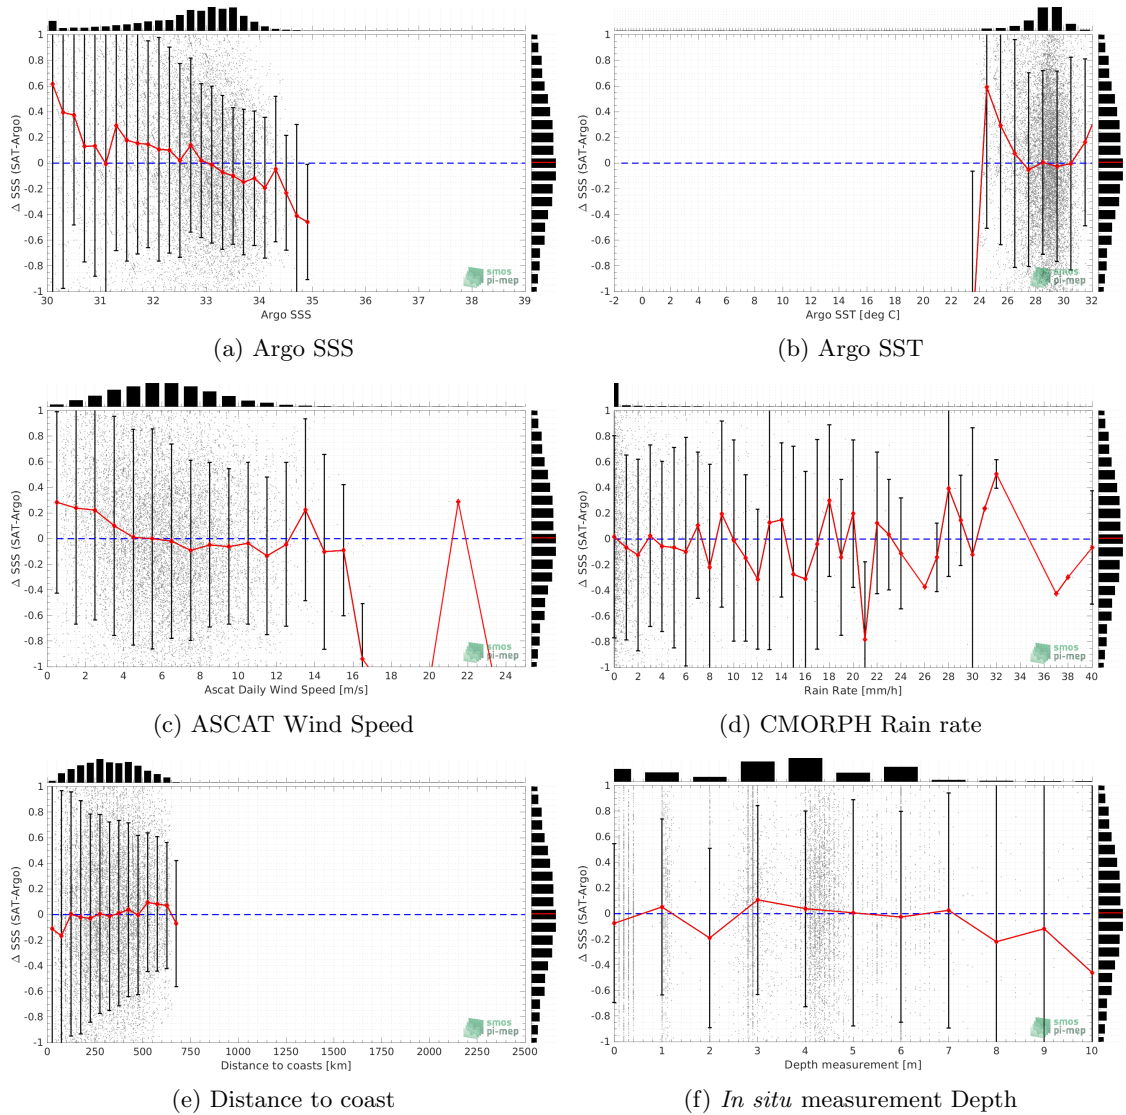 1
0.8
0.6
0.4
0.2
0
-0.2
-0.4
-0.6
-0.8
-1
Δ SSS (SAT-Argo)
30 31 32 33 34 35 36 37 38 39
Argo SSS
smos
pi-mep
(a) Argo SSS
1
0.8
0.6
0.4
0.2
0
-0.2
-0.4
-0.6
-0.8
-1
Δ SSS (SAT-Argo)
-2 0 2 4 6 8 10 12 14 16 18 20 22 24 26 28 30 32
Argo SST [deg C]
smos
pi-mep
(b) Argo SST
1
0.8
0.6
0.4
0.2
0
-0.2
-0.4
-0.6
-0.8
-1
Δ SSS (SAT-Argo)
0 2 4 6 8 10 12 14 16 18 20 22 24
Ascat Daily Wind Speed [m/s]
smos
pi-mep
(c) ASCAT Wind Speed
1
0.8
0.6
0.4
0.2
0
-0.2
-0.4
-0.6
-0.8
-1
Δ SSS (SAT-Argo)
0 2 4 6 8 10 12 14 16 18 20 22 24 26 28 30 32 34 36 38 40
Rain Rate [mm/h]
smos
pi-mep
(d) CMORPH Rain rate
1
0.8
0.6
0.4
0.2
0
-0.2
-0.4
-0.6
-0.8
-1
Δ SSS (SAT-Argo)
0 250 500 750 1000 1250 1500 1750 2000 2250 2500
Distance to coasts [km]
smos
pi-mep
(e) Distance to coast
1
0.8
0.6
0.4
0.2
0
-0.2
-0.4
-0.6
-0.8
-1
Δ SSS (SAT-Argo)
0 1 2 3 4 5 6 7 8 9 10
Depth measurement [m]
smos
pi-mep
(f) In situ measurement Depth